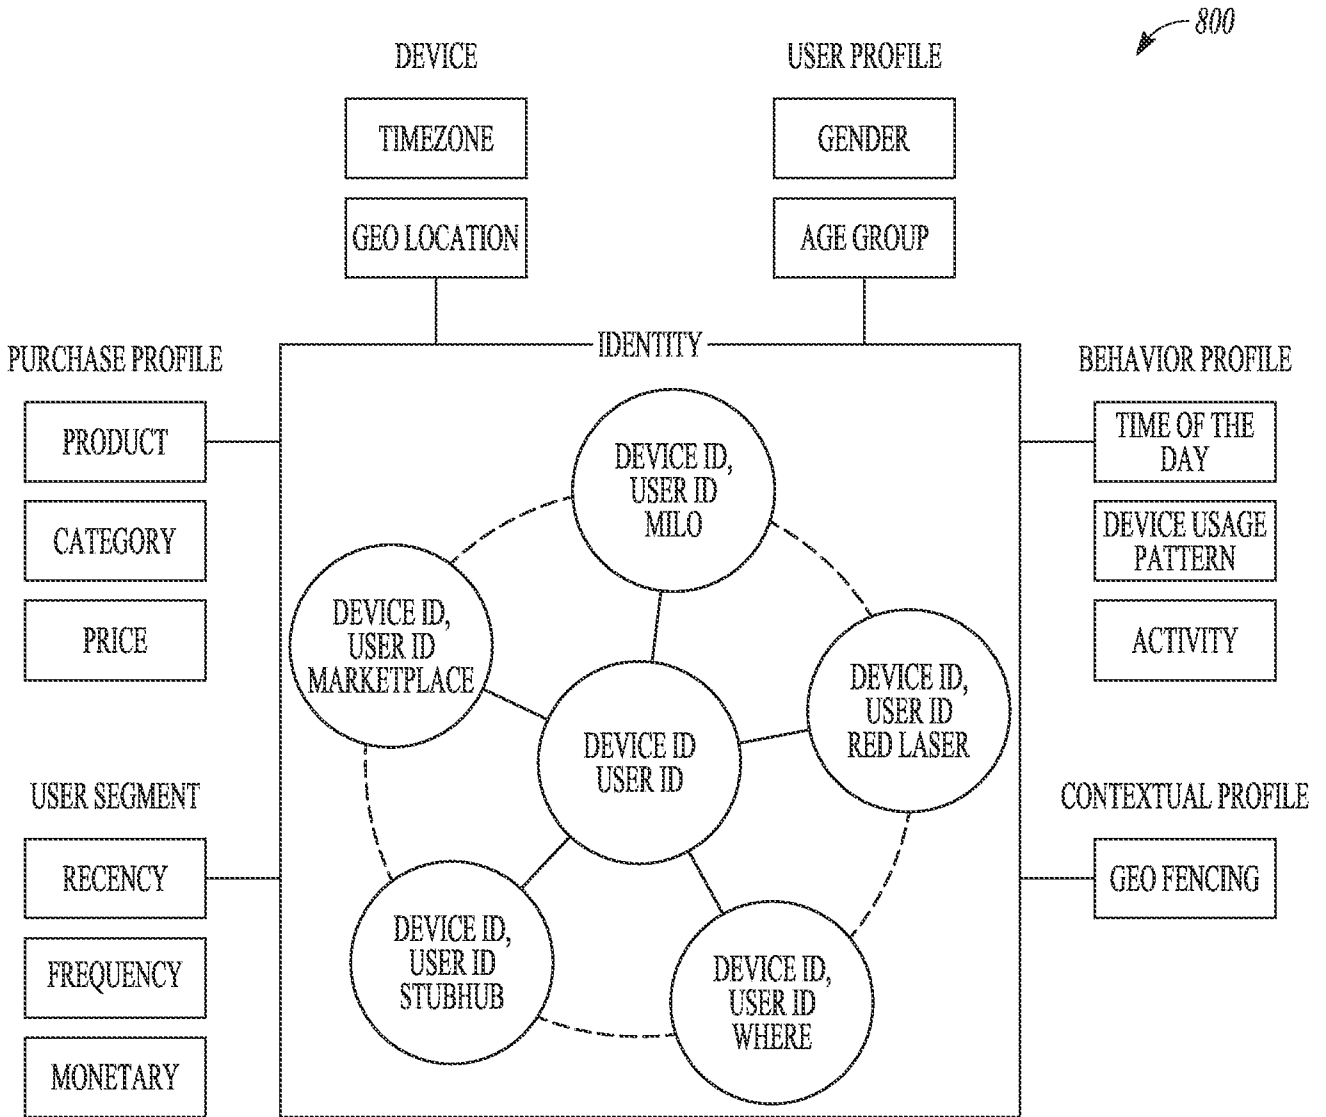 800
DEVICE
TIMEZONE
GEO LOCATION
USER PROFILE
GENDER
AGE GROUP
IDENTITY
PURCHASE PROFILE
PRODUCT
CATEGORY
PRICE
USER SEGMENT
RECENCY
FREQUENCY
MONETARY
DEVICE ID,
USER ID
MILO
DEVICE ID,
USER ID
MARKETPLACE
DEVICE ID,
USER ID
RED LASER
DEVICE ID
USER ID
DEVICE ID,
USER ID
STUBHUB
DEVICE ID,
USER ID
WHERE
BEHAVIOR PROFILE
TIME OF THE
DAY
DEVICE USAGE
PATTERN
ACTIVITY
CONTEXTUAL PROFILE
GEO FENCING